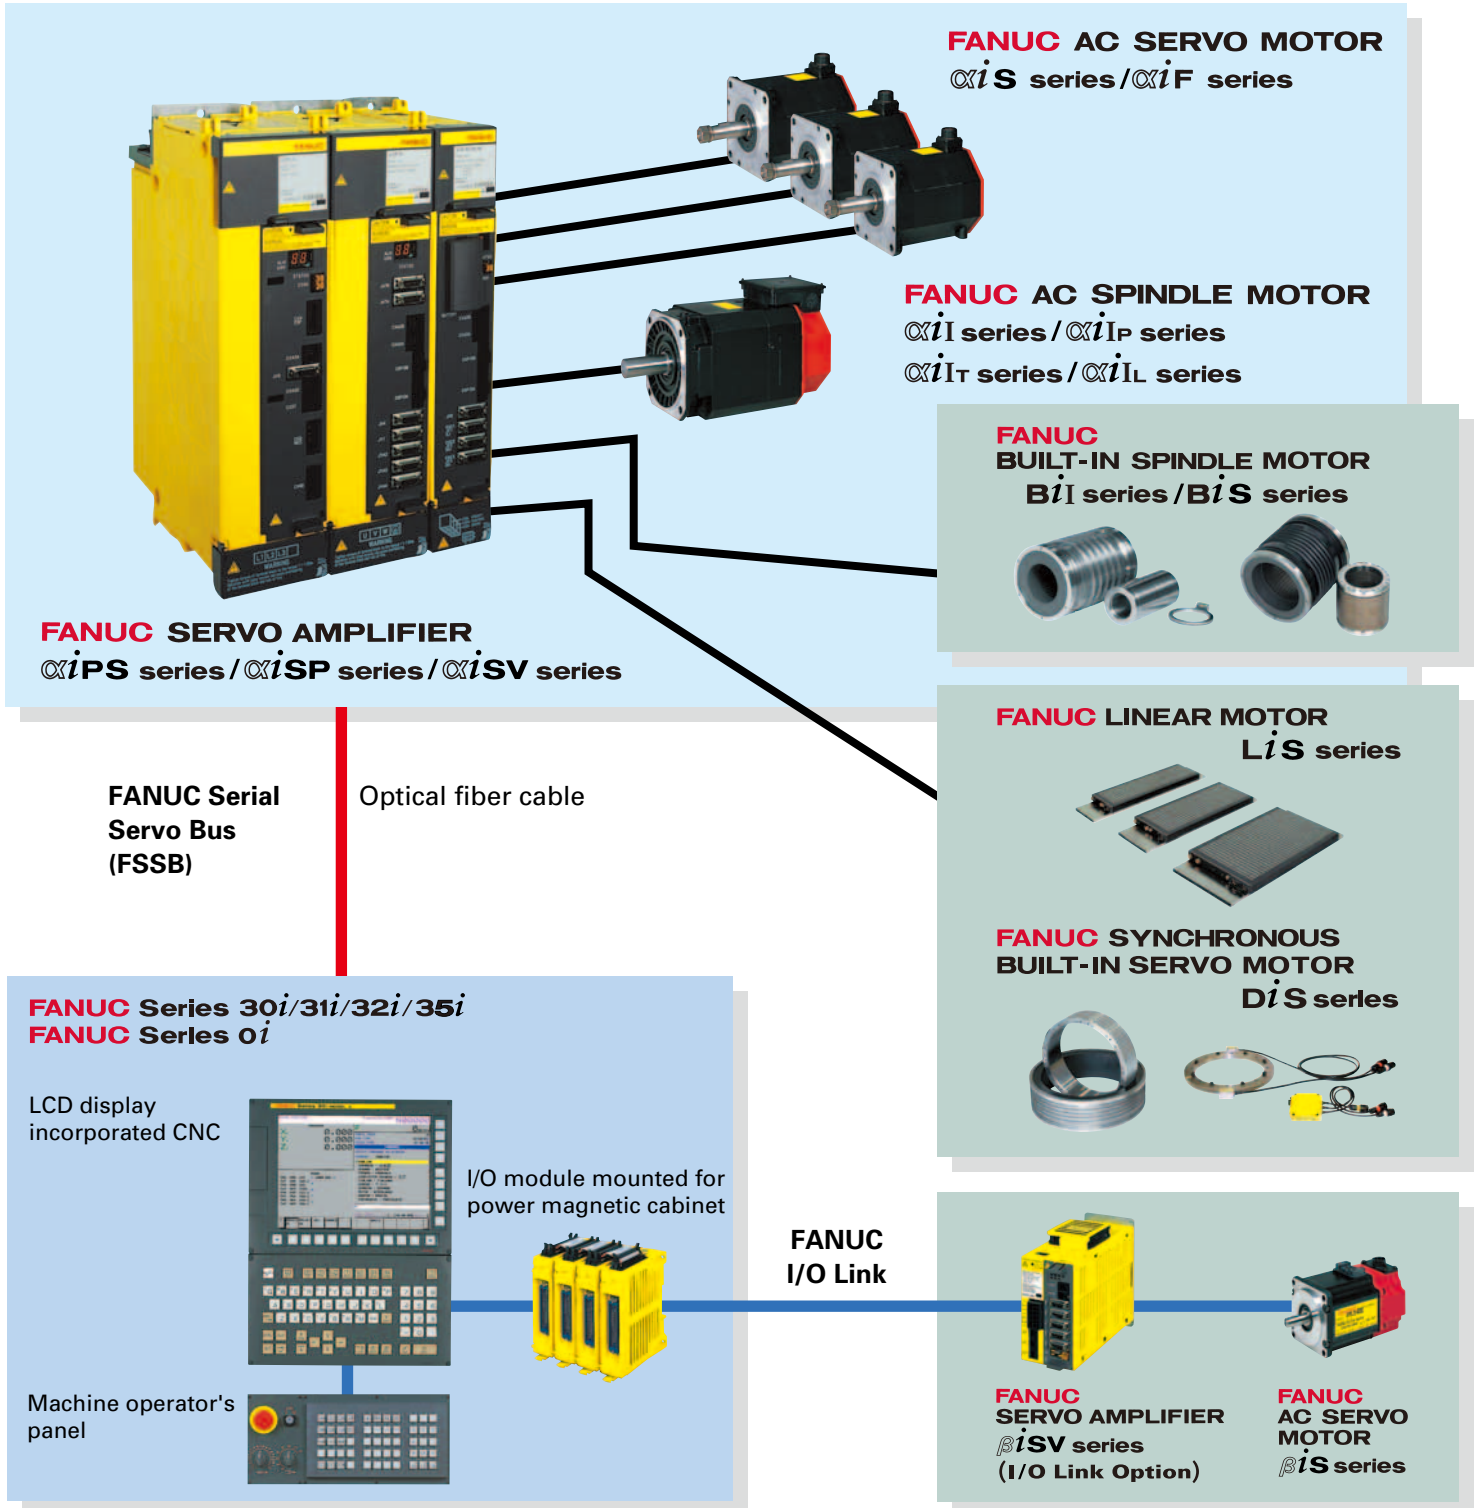 FANUC AC SERVO MOTOR
αiS series/αiF series
FANUC AC SPINDLE MOTOR
αiI series/αiIP series
αiIT series/αiIL series
FANUC
BUILT-IN SPINDLE MOTOR
BiI series/BiS series
WARNING
WARNING
FANUC SERVO AMPLIFIER
αiPS series/αiSP series/αiSV series
FANUC LINEAR MOTOR
LiS series
FANUC Serial
Servo Bus
(FSSB)
Optical fiber cable
FANUC SYNCHRONOUS
BUILT-IN SERVO MOTOR
DiS series
FANUC Series 30i/31i/32i/35i
FANUC Series 0i
LCD display
incorporated CNC
I/O module mounted for
power magnetic cabinet
FANUC
I/O Link
Machine operator's
panel
FANUC
SERVO AMPLIFIER
βiSV series
(I/O Link Option)
FANUC
AC SERVO
MOTOR
βiS series